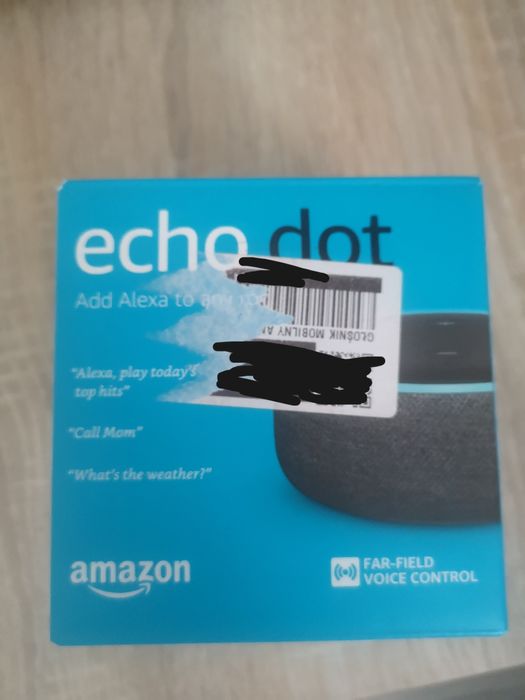 echo dot
Add Alexa to any
GŁOŚNIK MOBILNY
"Alexa, play today's
top hits"
"Call Mom"
"What's the weather?"
amazon
FAR-FIELD
VOICE CONTROL